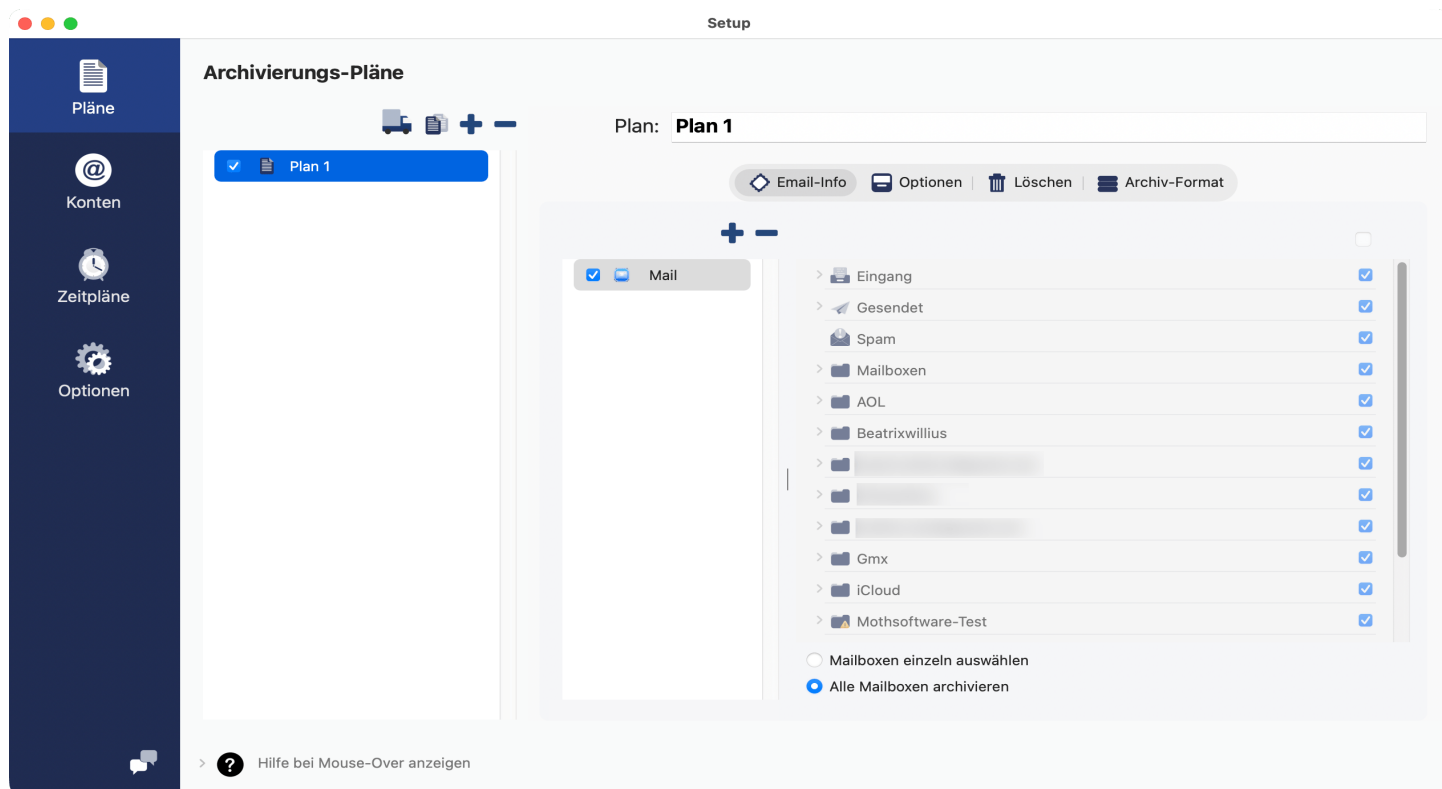 Setup
Pläne
Konten
Zeitpläne
Optionen
Archivierungs-Pläne
Plan 1
Plan: Plan 1
Email-Info Optionen Löschen Archiv-Format
Mail
Eingang
Gesendet
Spam
Mailboxen
AOL
Beatrixwillius
Gmx
iCloud
Mothsoftware-Test
Mailboxen einzeln auswählen
Alle Mailboxen archivieren
? Hilfe bei Mouse-Over anzeigen